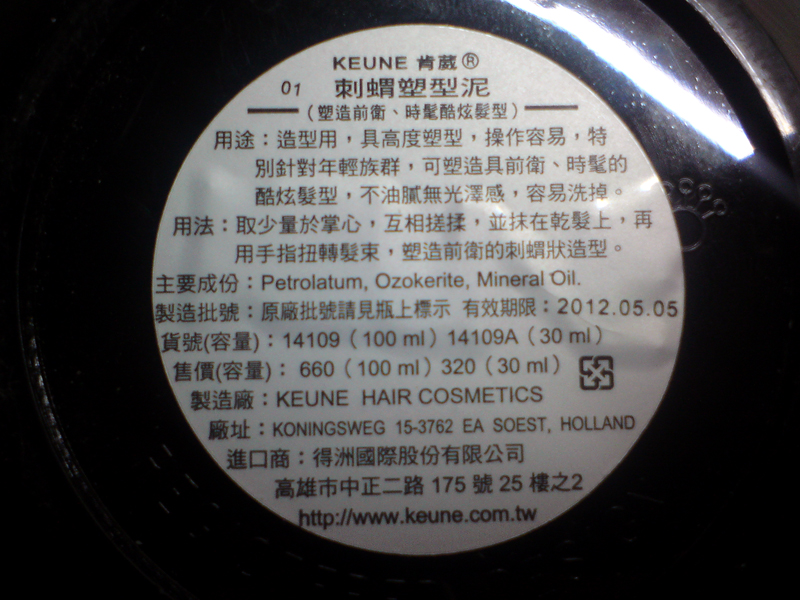 KEUNE 肯葳®
01 刺蝟塑型泥
(塑造前衛、時髦酷炫髮型)
用途：造型用，具高度塑型，操作容易，特
別針對年輕族群，可塑造具前衛、時髦的
酷炫髮型，不油膩無光澤感，容易洗掉。
用法：取少量於掌心，互相搓揉，並抹在乾髮上，再
用手指扭轉髮束，塑造前衛的刺蝟狀造型。
主要成份：Petrolatum, Ozokerite, Mineral Oil.
製造批號：原廠批號請見瓶上標示 有效期限：2012.05.05
貨號(容量)：14109（100 ml）14109A（30 ml）
售價(容量)： 660（100 ml）320（30 ml）
製造廠：KEUNE HAIR COSMETICS
廠址：KONINGSWEG 15-3762 EA SOEST, HOLLAND
進口商：得洲國際股份有限公司
高雄市中正二路 175 號 25 樓之2
http://www.keune.com.tw